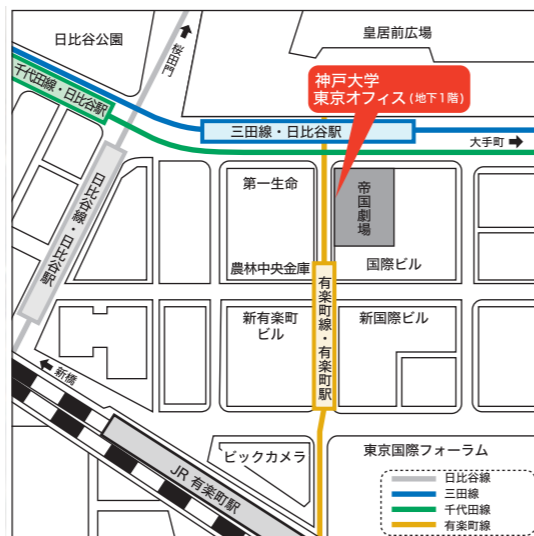 日比谷公園
皇居前広場
桜田門
神戸大学
東京オフィス(地下1階)
千代田線・日比谷駅
三田線・日比谷駅
大手町
日比谷線・日比谷駅
第一生命
帝国劇場
農林中央金庫
国際ビル
有楽町線・有楽町駅
新有楽町
ビル
新国際ビル
新橋
ビックカメラ
東京国際フォーラム
JR 有楽町駅
日比谷線
三田線
千代田線
有楽町線